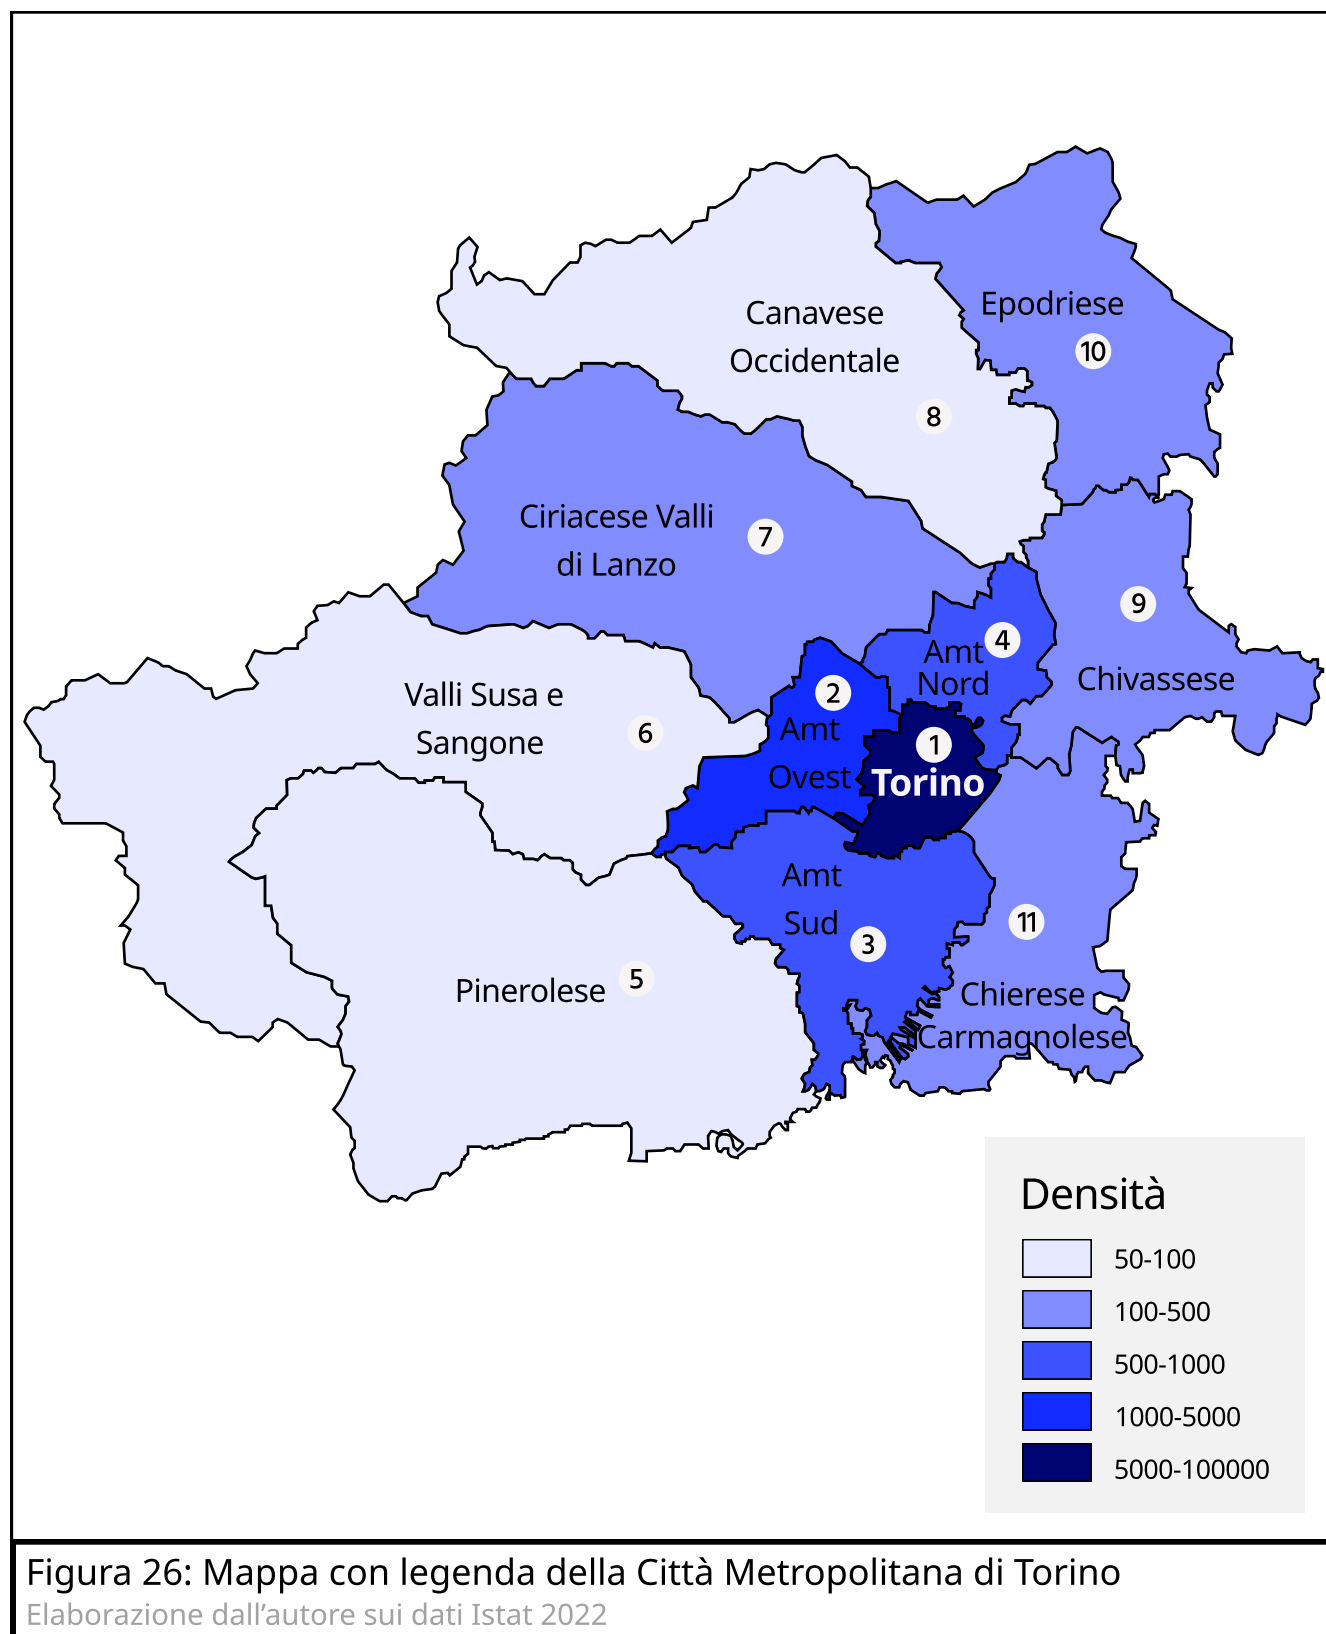 Epodriese
10
Canavese
Occidentale
8
Ciriacese Valli
di Lanzo
7
9
Chivassese
4
Amt
Nord
Valli Susa e
Sangone
6
2
Amt
Ovest
1
Torino
Amt
Sud
3
11
Chierese
Carmagnolese
Pinerolese
5
Densità
50-100
100-500
500-1000
1000-5000
5000-100000
Figura 26: Mappa con legenda della Città Metropolitana di Torino
Elaborazione dall’autore sui dati Istat 2022